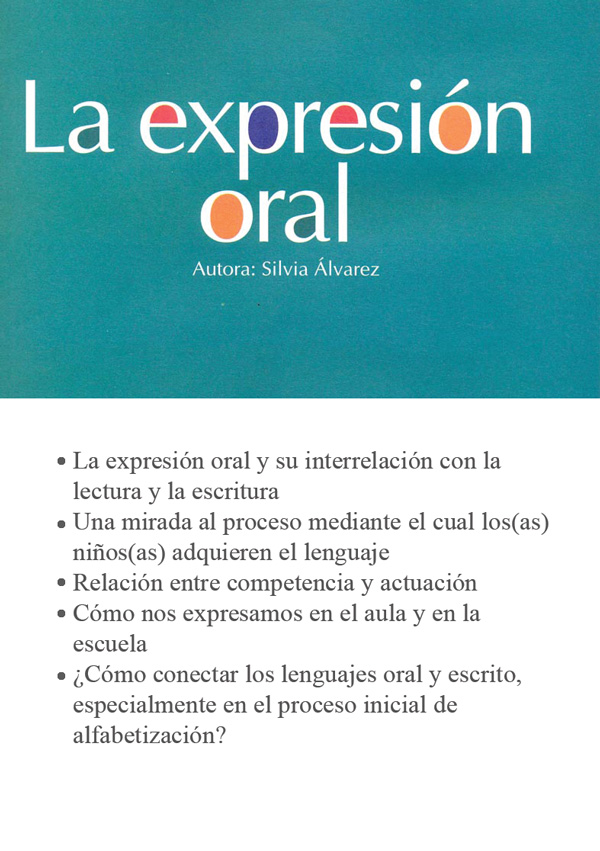 La expresión
oral
Autora: Silvia Álvarez
• La expresión oral y su interrelación con la
lectura y la escritura
• Una mirada al proceso mediante el cual los(as)
niños(as) adquieren el lenguaje
• Relación entre competencia y actuación
• Cómo nos expresamos en el aula y en la
escuela
• ¿Cómo conectar los lenguajes oral y escrito,
especialmente en el proceso inicial de
alfabetización?